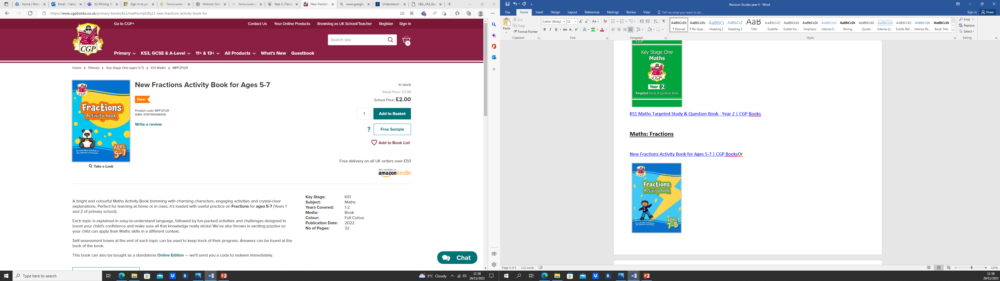 Home | Micro
Email - Carley
(1) Writing (E
Sign in to you
Feniscowles P
Website Stati
feniscowles p
Year 2 | Fenis
New Fraction
www.google.
Understandin
S&S_UM_Geo
https://www.cgpbooks.co.uk/primary-books/ks1/maths/mpf2fq11-new-fractions-activity-book-for
Go to CGP+
Contact Us
Your Online Products
Browsing as UK School/Teacher
Register
Sign In
CGP
Search site
0
Primary
KS3, GCSE & A-Level
11+ & 13+
All Products
What's New
Guestbook
Home > Primary > Key Stage One (ages 5-7) > KS1 Maths > MPF2FQ11
CGP
Fractions
Activity Book
Ages
5-7
Fun activities matched to
the national curriculum!
Take a Look
New Fractions Activity Book for Ages 5-7
New
Product code: MPF2FQ11
ISBN: 9781789088908
Write a review
In stock
Retail Price: £3.99
School Price: £2.00
1
Add to Basket
? Free Sample
Add to Book List
Free delivery on all UK orders over £50
Also available on
amazonkindle
A bright and colourful Maths Activity Book brimming with charming characters, engaging activities and crystal-clear
explanations. Perfect for learning at home or in class, it's loaded with useful practice on Fractions for ages 5-7 (Years 1
and 2 of primary school).
Each topic is explained in easy-to-understand language, followed by fun-packed activities and challenges designed to
boost your child's confidence and make sure all that knowledge really sticks! We've also thrown in exciting puzzles so
your child can apply their Maths skills in a different context.
Self-assessment boxes at the end of each topic can be used to keep track of their progress. Answers can be found at the
back of the book.
This book can also be bought as a standalone Online Edition — we'll send you a code to redeem immediately.
Key Stage: KS1
Subject: Maths
Years Covered: 1-2
Media: Book
Colour: Full Colour
Publication Date: 2022
No of Pages: 32
Chat
Type here to search
5°C Cloudy
11:58
29/11/2022
Revision Guides year 4 - Word
File
Home
Insert
Design
Layout
References
Mailings
Review
View
Tell me what you want to do...
Sign in
Share
Paste
Cut
Copy
Format Painter
Clipboard
Calibri (Body)
11
Font
Paragraph
AaBbCcDc
¶ Normal
AaBbCcDc
¶ No Spac...
AaBbCc
Heading 1
AaBbCcE
Heading 2
AaB
Title
AaBbCcD
Subtitle
AaBbCcDc
Subtle Em...
AaBbCcDc
Emphasis
AaBbCcDc
Intense E...
AaBbCcDc
Strong
AaBbCcDc
Quote
AaBbCcDc
Intense Q...
AaBbCcDc
Subtle Ref...
AaBbCcDc
Intense Re...
AaBbCcDc
Book Title
Styles
Find
Replace
Select
Editing
CGP
Key Stage One
Maths
CGP
Year 2
Targeted Study & Question Book
KS1 Maths Targeted Study & Question Book - Year 2 | CGP Books
Maths: Fractions
New Fractions Activity Book for Ages 5-7 | CGP BooksOr
CGP
Fractions
Activity Book
Ages
7-8
Fun activities matched to
the national curriculum!
Page 2 of 3
122 words
130%
11:58
29/11/2022